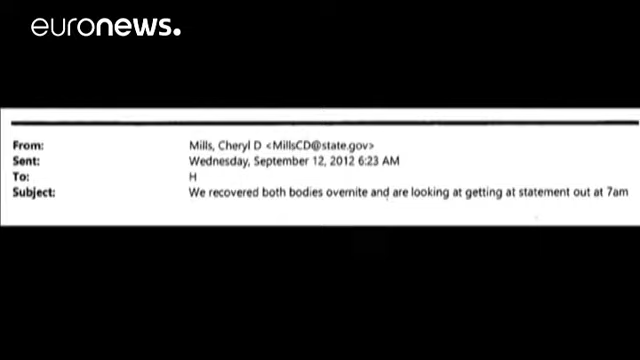 euronews.
From: Mills, Cheryl D <MillsCD@state.gov>
Sent: Wednesday, September 12, 2012 6:23 AM
To: H
Subject: We recovered both bodies overnite and are looking at getting at statement out at 7am